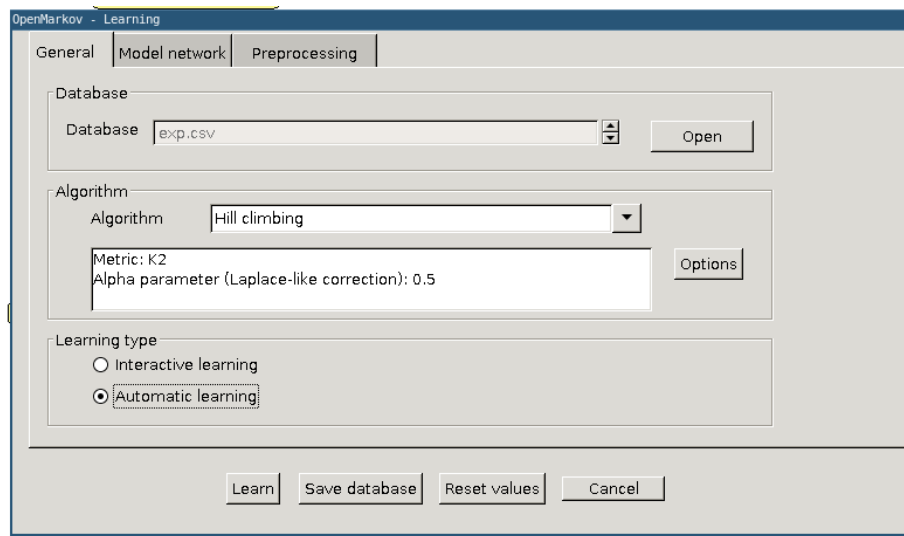 OpenMarkov - Learning
General Model network Preprocessing
Database
Database exp.csv Open
Algorithm
Algorithm Hill climbing
Metric: K2
Alpha parameter (Laplace-like correction): 0.5
Options
Learning type
Interactive learning
Automatic learning
Learn Save database Reset values Cancel